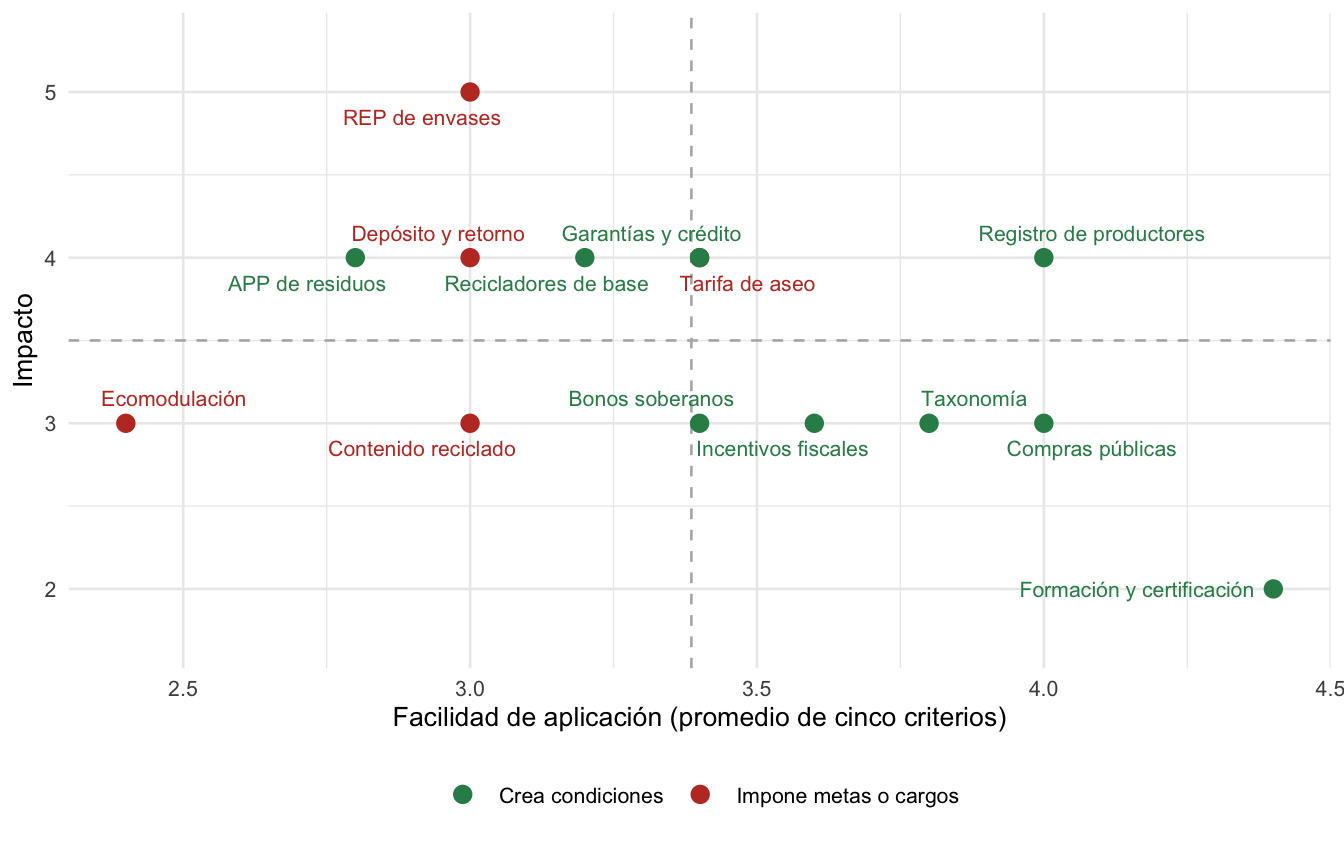 5
REP de envases
Depósito y retorno
Garantías y crédito
Registro de productores
4
APP de residuos
Recicladores de base
Tarifa de aseo
Impacto
Ecomodulación
Bonos soberanos
Taxonomía
3
Contenido reciclado
Incentivos fiscales
Compras públicas
2
Formación y certificación
2.5
3.0
3.5
4.0
4.5
Facilidad de aplicación (promedio de cinco criterios)
Crea condiciones
Impone metas o cargos